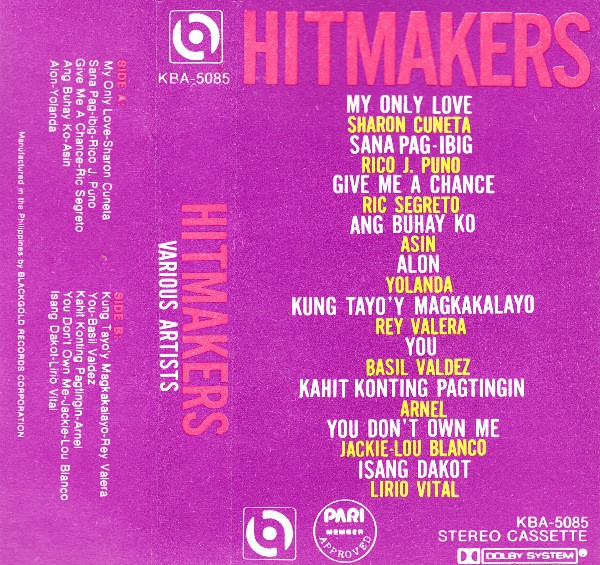 KBA-5085
SIDE A:
My Only Love-Sharon Cuneta
Sana Pag-ibig-Rico J. Puno
Give Me A Chance-Ric Segreto
Ang Buhay Ko-Asin
Alon-Yolanda
SIDE B:
Kung Tayo'y Magkakalayo-Rey Valera
You-Basil Valdez
Kahit Konting Pagtingin-Arnel
You Don't Own Me-Jackie-Lou Blanco
Isang Dakot-Lirio Vital
Manufactured in the Philippines by BLACKGOLD RECORDS CORPORATION
HITMAKERS
VARIOUS ARTISTS
HITMAKERS
MY ONLY LOVE
SHARON CUNETA
SANA PAG-IBIG
RICO J. PUNO
GIVE ME A CHANCE
RIC SEGRETO
ANG BUHAY KO
ASIN
ALON
YOLANDA
KUNG TAYO'Y MAGKAKALAYO
REY VALERA
YOU
BASIL VALDEZ
KAHIT KONTING PAGTINGIN
ARNEL
YOU DON'T OWN ME
JACKIE-LOU BLANCO
ISANG DAKOT
LIRIO VITAL
PARI
MEMBER
APPROVED
KBA-5085
STEREO CASSETTE
DOLBY SYSTEM®